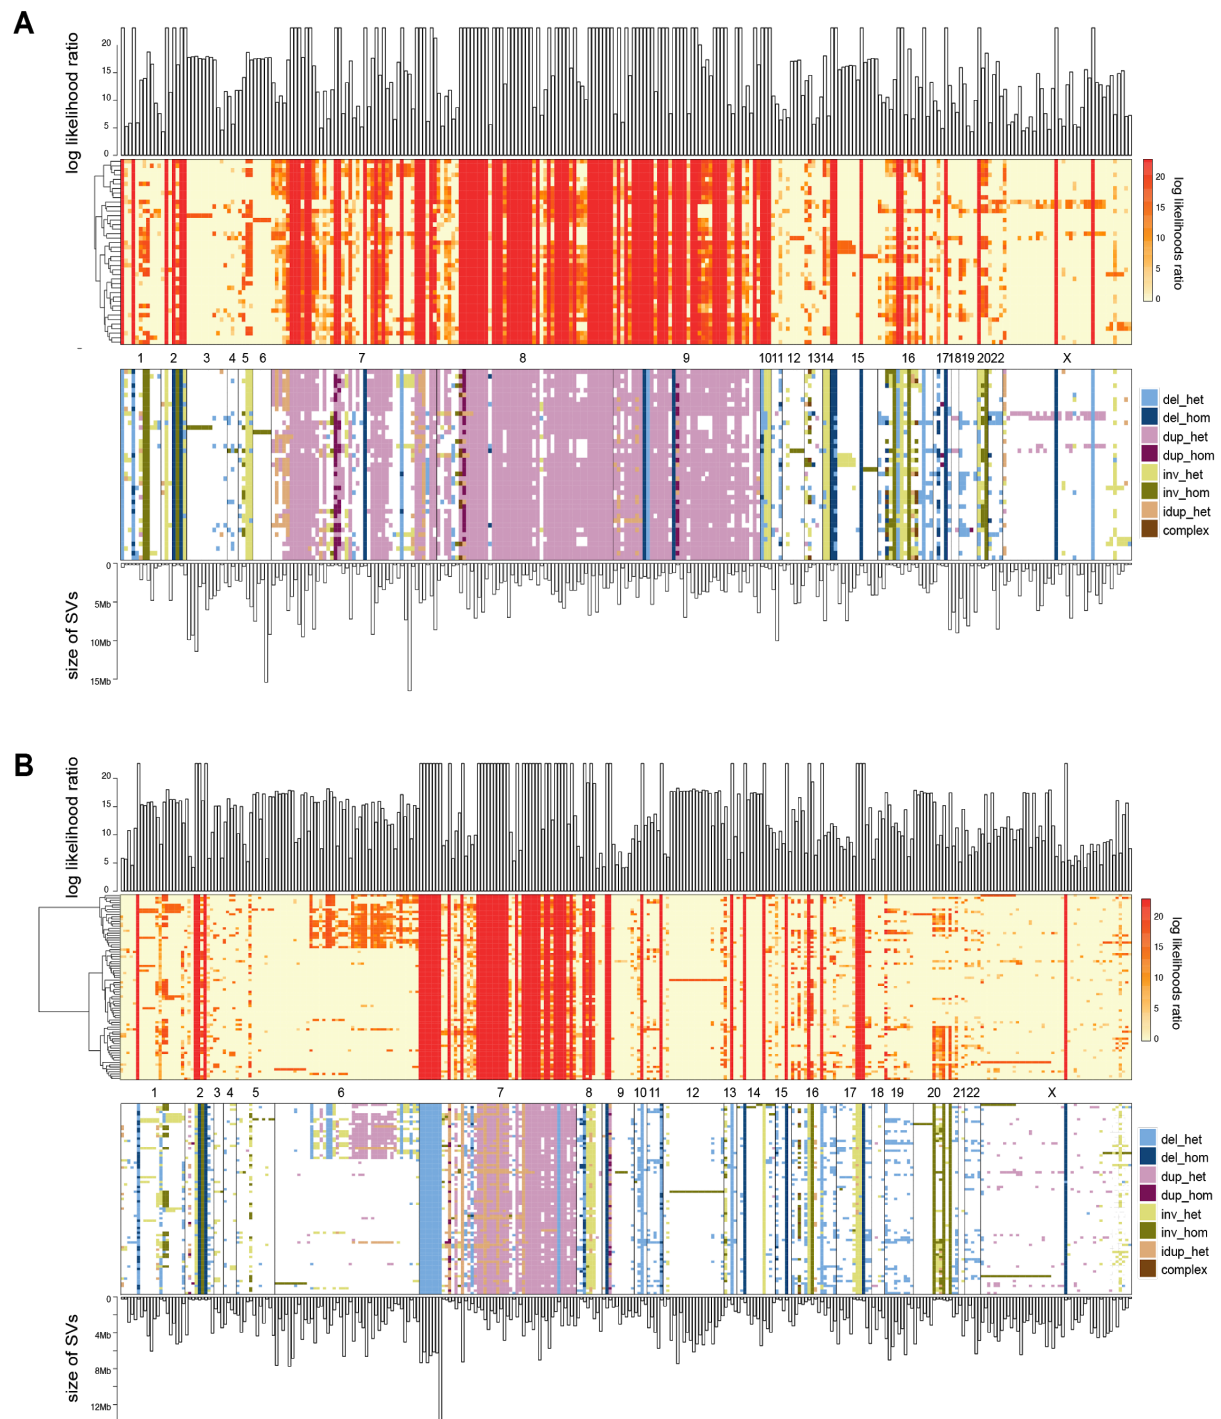 A
log likelihood ratio
20
15
10
5
0
log likelihoods ratio
20
15
10
5
0
1 2 3 4 5 6 7 8 9 10 11 12 13 14 15 16 17 18 19 20 22 X
del_het
del_hom
dup_het
dup_hom
inv_het
inv_hom
idup_het
complex
size of SVs
0
5Mb
10Mb
15Mb
B
log likelihood ratio
20
15
10
5
0
log likelihoods ratio
20
15
10
5
0
1 2 3 4 5 6 7 8 9 10 11 12 13 14 15 16 17 18 19 20 21 22 X
del_het
del_hom
dup_het
dup_hom
inv_het
inv_hom
idup_het
complex
size of SVs
0
4Mb
8Mb
12Mb